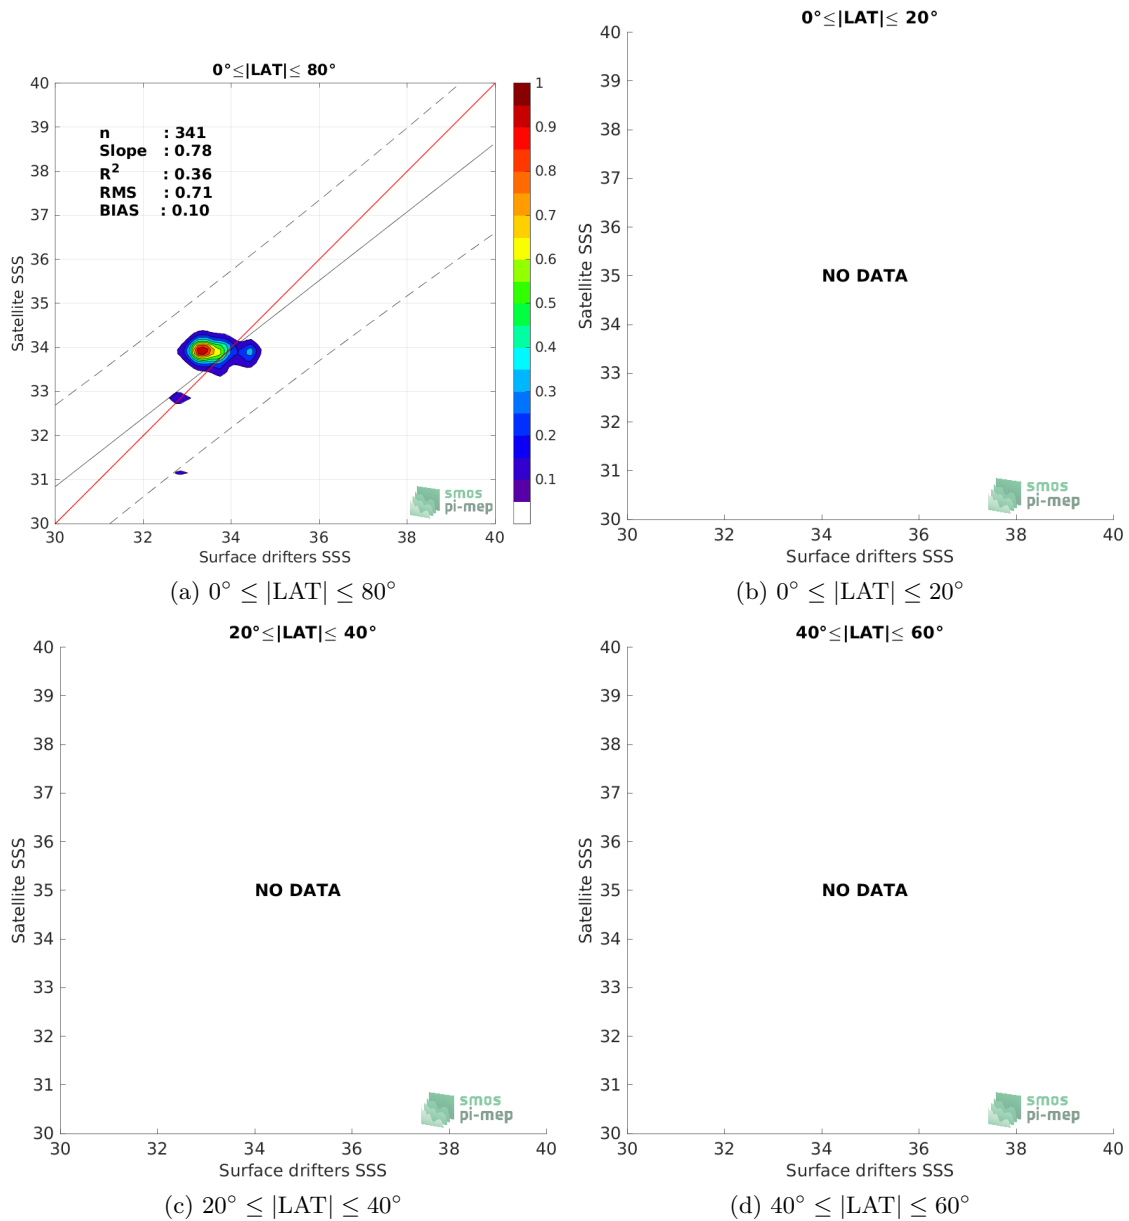 0°≤|LAT|≤ 80°
40
39
38
37
36
35
34
33
32
31
30
Satellite SSS
n : 341
Slope : 0.78
R² : 0.36
RMS : 0.71
BIAS : 0.10
1
0.9
0.8
0.7
0.6
0.5
0.4
0.3
0.2
0.1
smos
pi-mep
30 32 34 36 38 40
Surface drifters SSS
(a) 0° ≤ |LAT| ≤ 80°
0°≤|LAT|≤ 20°
40
39
38
37
36
35
34
33
32
31
30
Satellite SSS
NO DATA
smos
pi-mep
30 32 34 36 38 40
Surface drifters SSS
(b) 0° ≤ |LAT| ≤ 20°
20°≤|LAT|≤ 40°
40
39
38
37
36
35
34
33
32
31
30
Satellite SSS
NO DATA
smos
pi-mep
30 32 34 36 38 40
Surface drifters SSS
(c) 20° ≤ |LAT| ≤ 40°
40°≤|LAT|≤ 60°
40
39
38
37
36
35
34
33
32
31
30
Satellite SSS
NO DATA
smos
pi-mep
30 32 34 36 38 40
Surface drifters SSS
(d) 40° ≤ |LAT| ≤ 60°